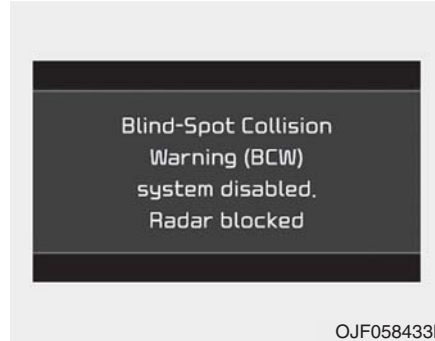 Blind-Spot Collision
Warning (BCW)
system disabled.
Radar blocked
OJF058433